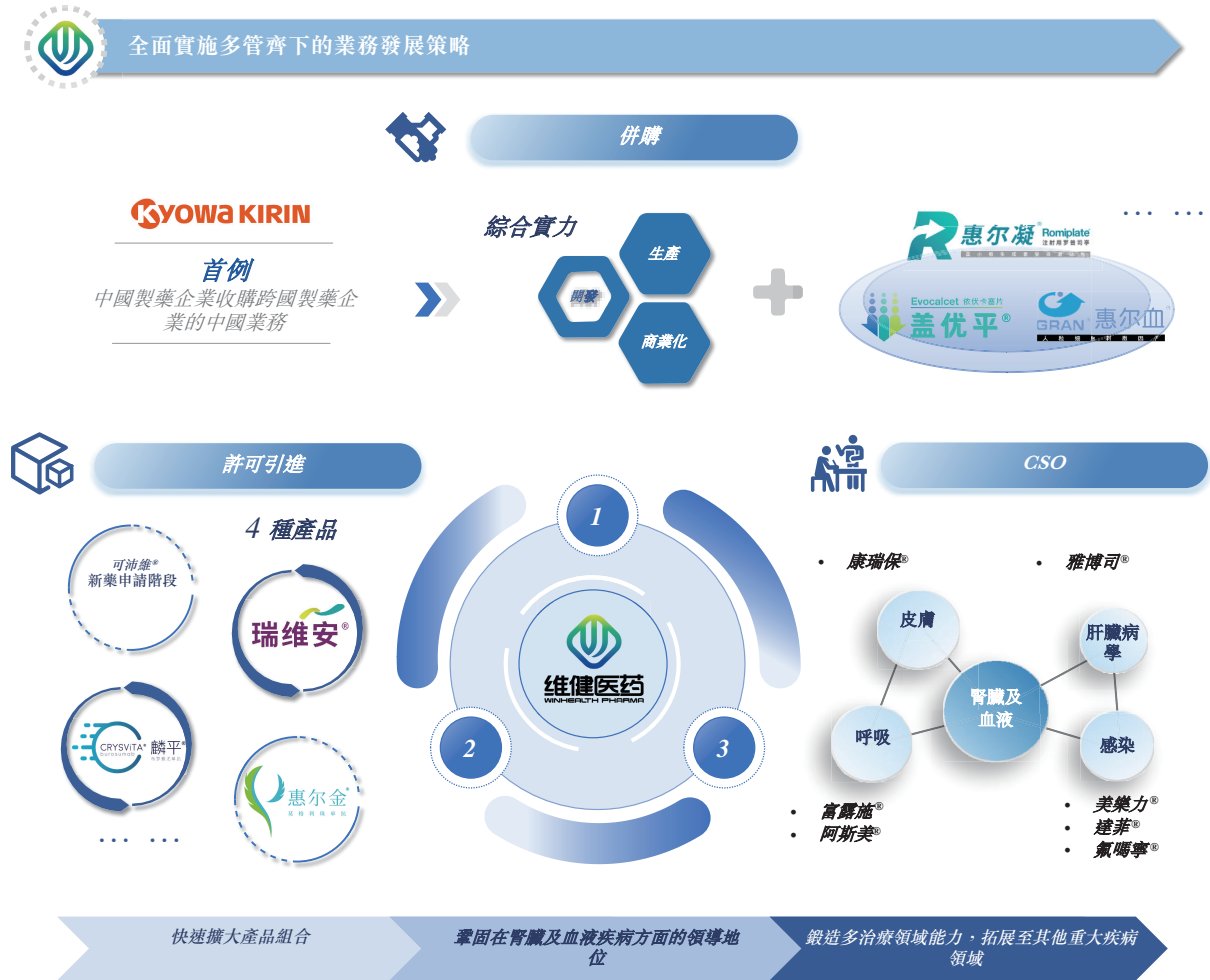 全面實施多管齊下的業務發展策略
併購
KYOWA KIRIN
首例
中國製藥企業收購跨國製藥企
業的中國業務
綜合實力
生產
開發
商業化
... ...
惠尔凝® Romiplate
注射用罗普司亭
Evocalcet 依伏卡塞片
盖优平®
GRAN® 惠尔血
許可引進
4 種產品
可沛維®
新藥申請階段
瑞维安®
CRYSVITA® 麟平®
burosumab
惠尔金®
... ...
1
2
3
维健医药
WINHEALTH PHARMA
CSO
• 康瑞保®
• 雅博司®
皮膚
肝臟病
學
腎臟及
血液
呼吸
感染
• 富露施®
• 阿斯美®
• 美樂力®
• 達菲®
• 氟嗎寧®
快速擴大產品組合
鞏固在腎臟及血液疾病方面的領導地
位
鍛造多治療領域能力，拓展至其他重大疾病
領域